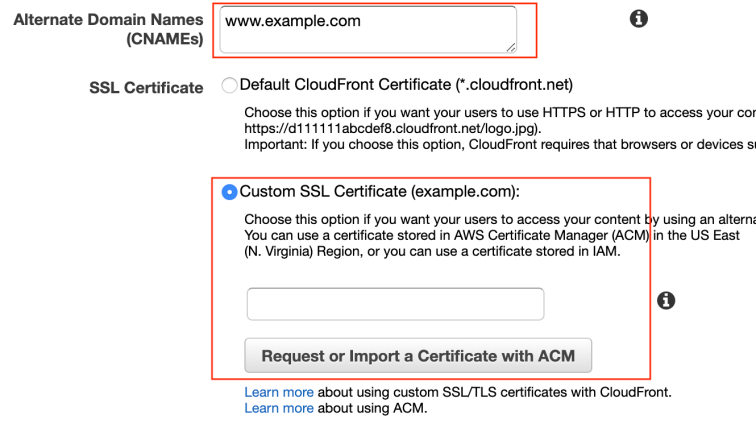 Alternate Domain Names
(CNAMEs)
www.example.com
SSL Certificate
Default CloudFront Certificate (*.cloudfront.net)
Choose this option if you want your users to use HTTPS or HTTP to access your
https://d111111abcdef8.cloudfront.net/logo.jpg).
Important: If you choose this option, CloudFront requires that browsers or devices
Custom SSL Certificate (example.com):
Choose this option if you want your users to access your content by using an
You can use a certificate stored in AWS Certificate Manager (ACM) in the US East
(N. Virginia) Region, or you can use a certificate stored in IAM.
Request or Import a Certificate with ACM
Learn more about using custom SSL/TLS certificates with CloudFront.
Learn more about using ACM.